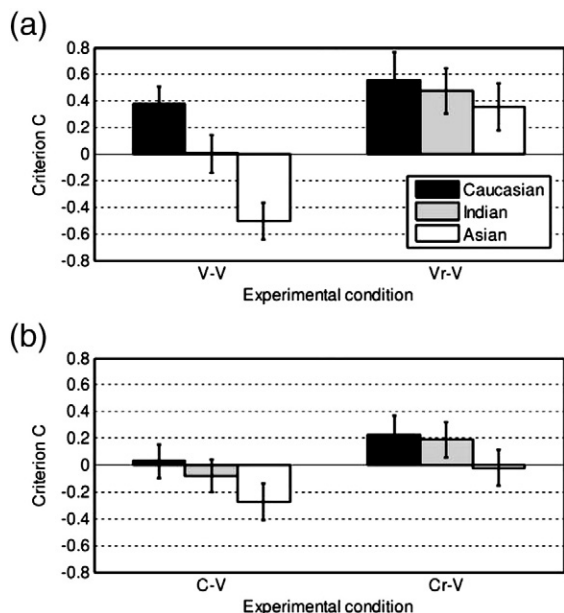 (a)
0.8
0.6
0.4
0.2
0
-0.2
-0.4
-0.6
-0.8
Criterion C
Caucasian
Indian
Asian
V-V
Vr-V
Experimental condition
(b)
0.8
0.6
0.4
0.2
0
-0.2
-0.4
-0.6
-0.8
Criterion C
C-V
Cr-V
Experimental condition